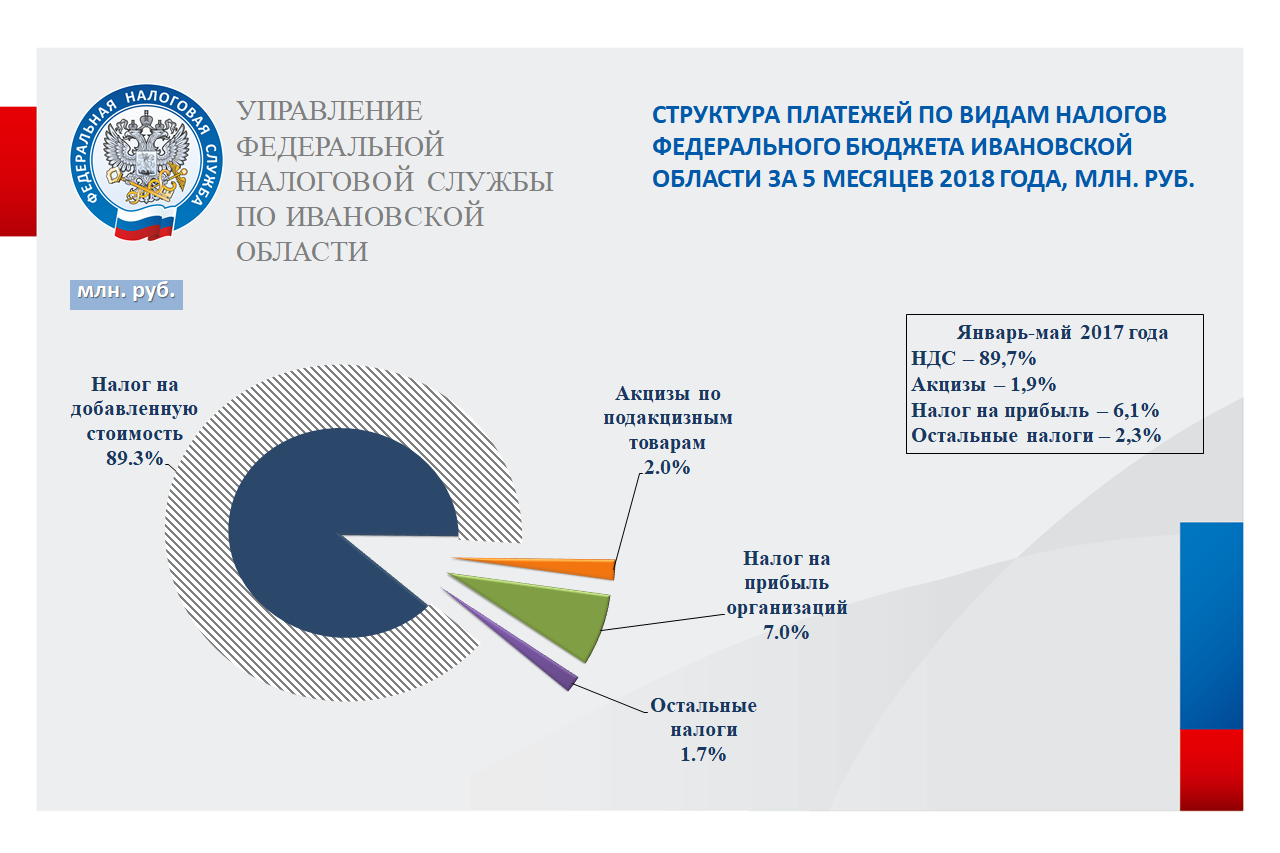 ФЕДЕРАЛЬНАЯ НАЛОГОВАЯ СЛУЖБА
УПРАВЛЕНИЕ
ФЕДЕРАЛЬНОЙ
НАЛОГОВОЙ СЛУЖБЫ
ПО ИВАНОВСКОЙ
ОБЛАСТИ
СТРУКТУРА ПЛАТЕЖЕЙ ПО ВИДАМ НАЛОГОВ
ФЕДЕРАЛЬНОГО БЮДЖЕТА ИВАНОВСКОЙ
ОБЛАСТИ ЗА 5 МЕСЯЦЕВ 2018 ГОДА, МЛН. РУБ.
млн. руб.
Январь-май 2017 года
НДС – 89,7%
Акцизы – 1,9%
Налог на прибыль – 6,1%
Остальные налоги – 2,3%
Налог на
добавленную
стоимость
89.3%
Акцизы по
подакцизным
товарам
2.0%
Налог на
прибыль
организаций
7.0%
Остальные
налоги
1.7%